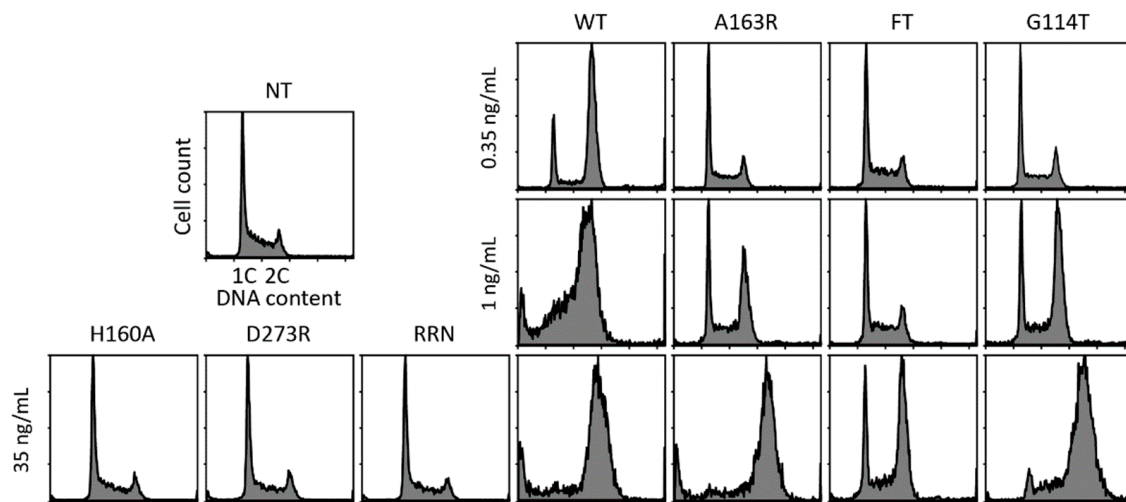 WT A163R FT G114T
0.35 ng/mL
NT
Cell count
1C 2C
DNA content
1 ng/mL
H160A D273R RRN
35 ng/mL